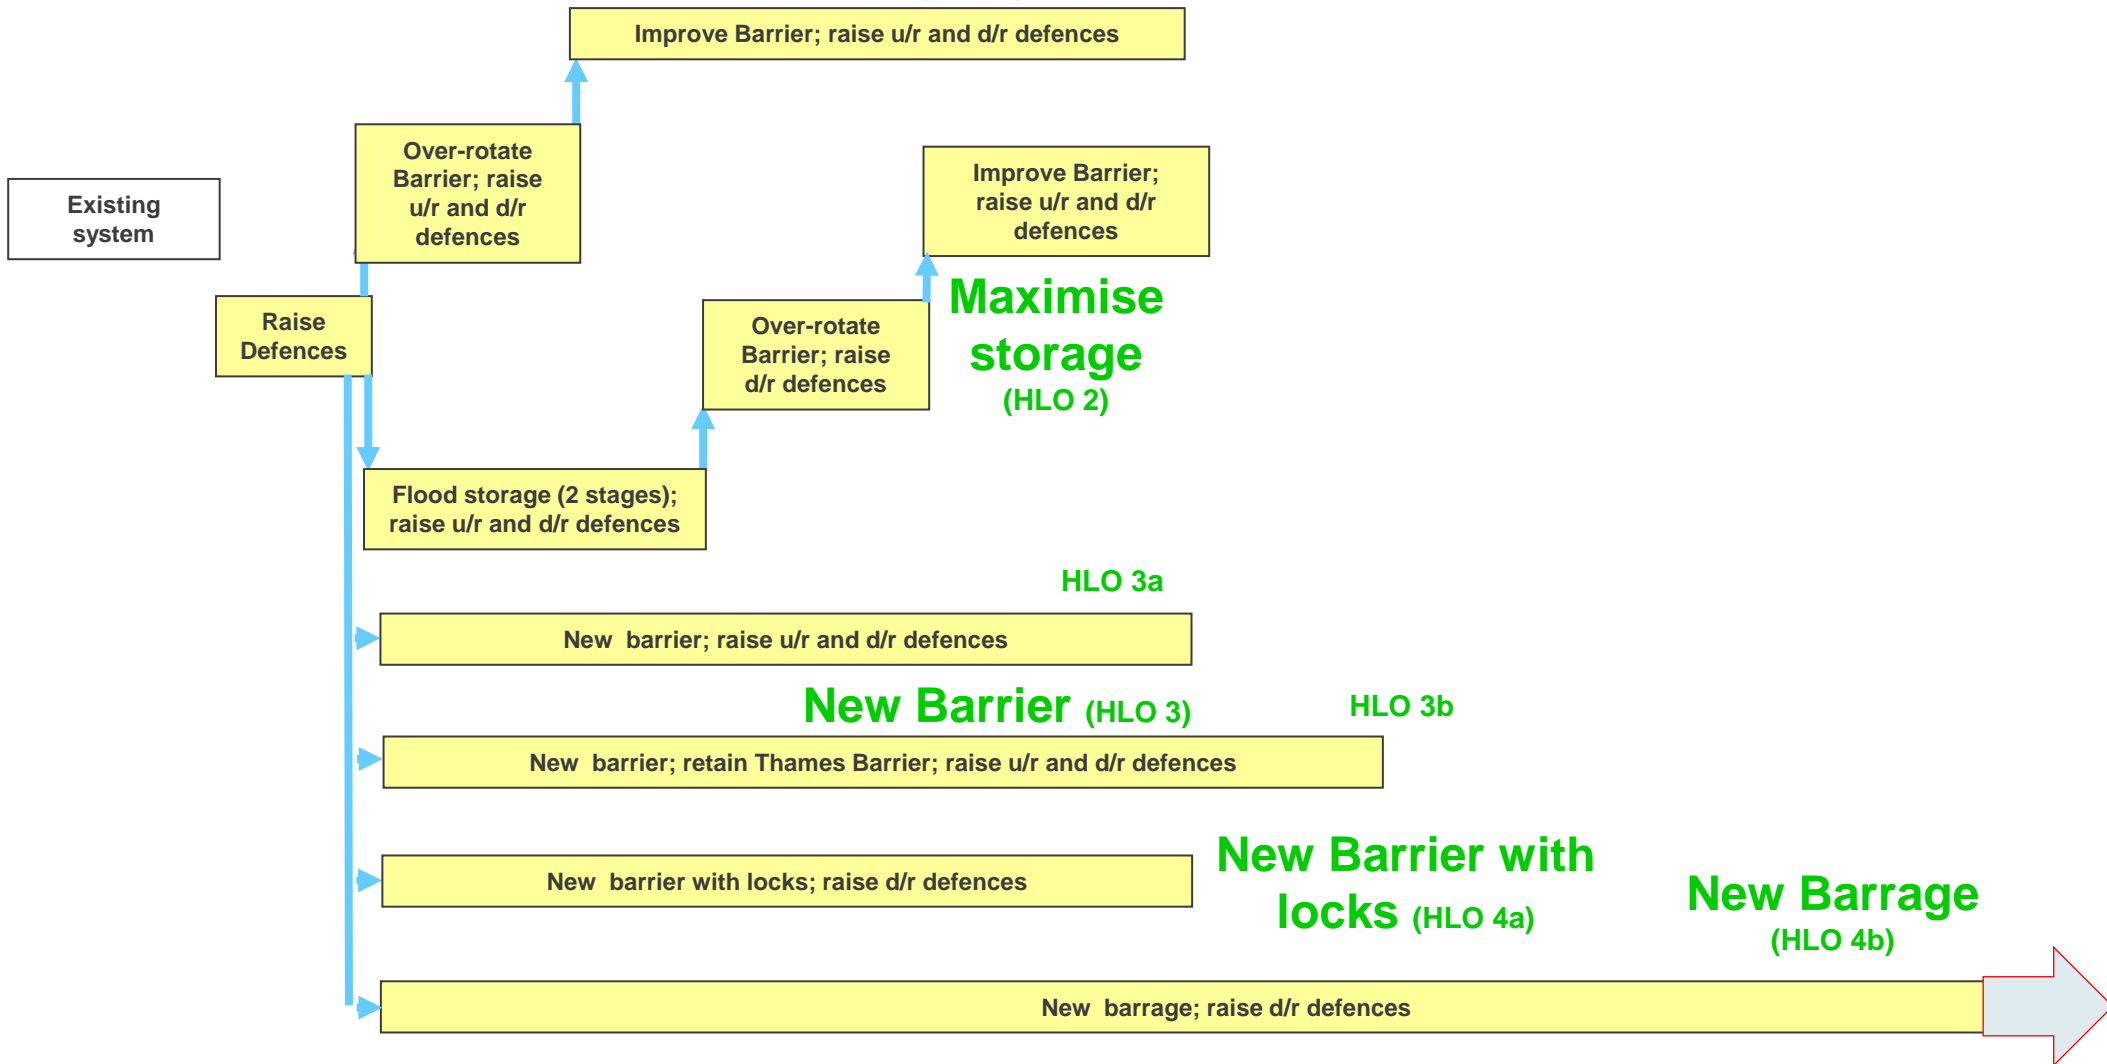 Improve Barrier; raise u/r and d/r defences
Over-rotate
Barrier; raise
u/r and d/r
defences
Improve Barrier;
raise u/r and d/r
defences
Existing
system
Raise
Defences
Over-rotate
Barrier; raise
d/r defences
Maximise
storage
(HLO 2)
Flood storage (2 stages);
raise u/r and d/r defences
HLO 3a
New barrier; raise u/r and d/r defences
New Barrier (HLO 3)
HLO 3b
New barrier; retain Thames Barrier; raise u/r and d/r defences
New Barrier with
locks (HLO 4a)
New barrier with locks; raise d/r defences
New Barrage
(HLO 4b)
New barrage; raise d/r defences